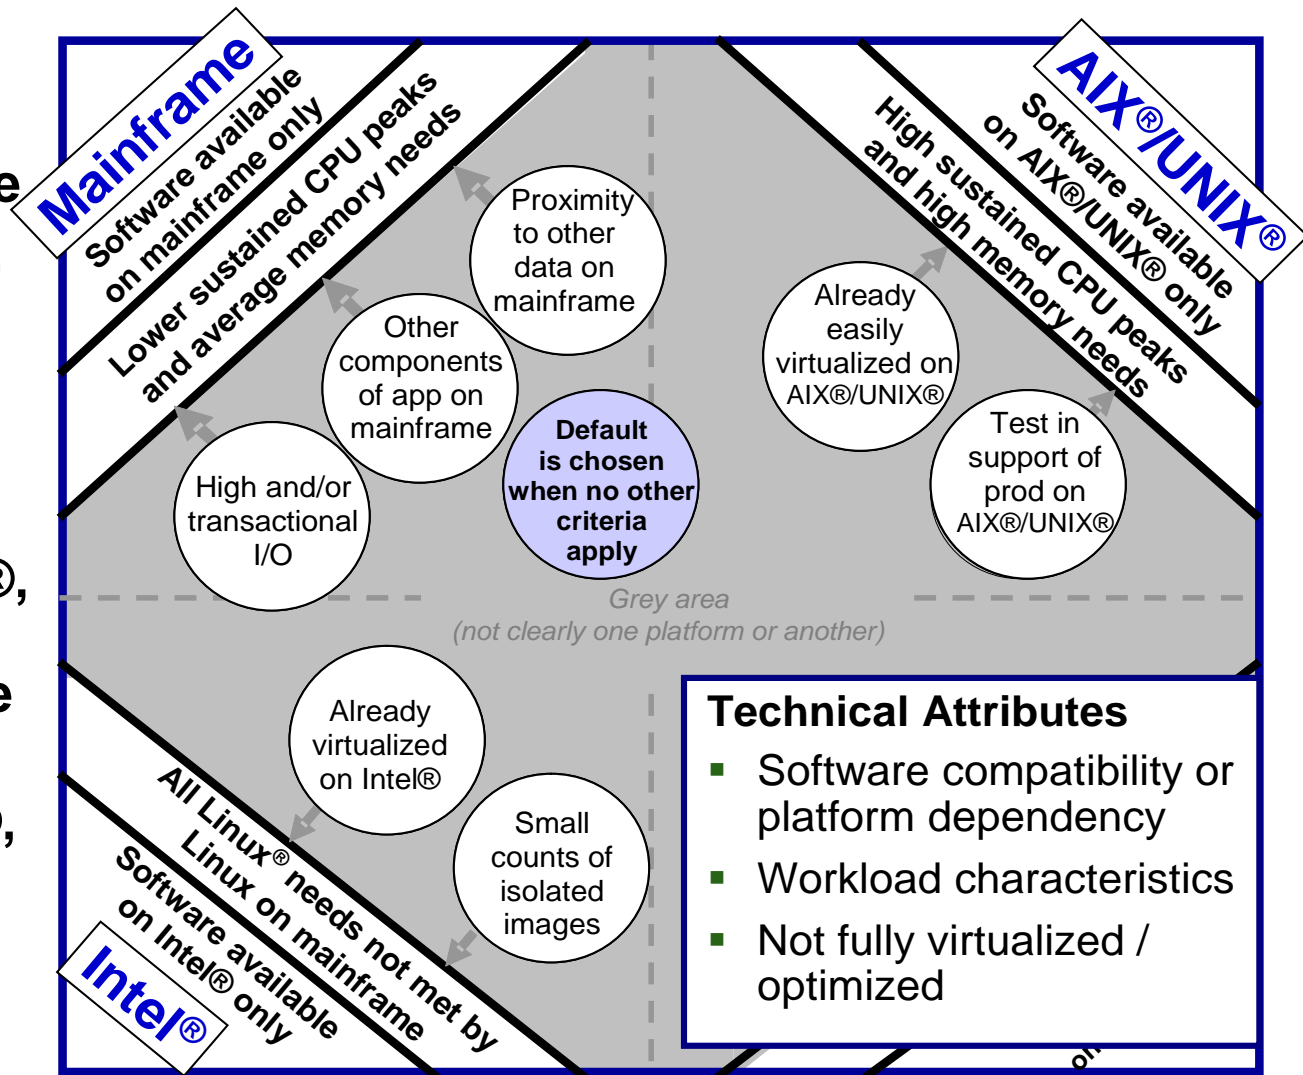 Mainframe
Software available
on mainframe only
Lower sustained CPU peaks
and average memory needs
AIX®/UNIX®
Software available
on AIX®/UNIX® only
High sustained CPU peaks
and high memory needs
Proximity
to other
data on
mainframe
Other
components
of app on
mainframe
High and/or
transactional
I/O
Default
is chosen
when no other
criteria
apply
Already
easily
virtualized on
AIX®/UNIX®
Test in
support of
prod on
AIX®/UNIX®
Grey area
(not clearly one platform or another)
Already
virtualized
on Intel®
Small
counts of
isolated
images
All Linux® needs not met by
Linux on mainframe
Software available
on Intel® only
Intel®
Technical Attributes
▪ Software compatibility or
platform dependency
▪ Workload characteristics
▪ Not fully virtualized /
optimized